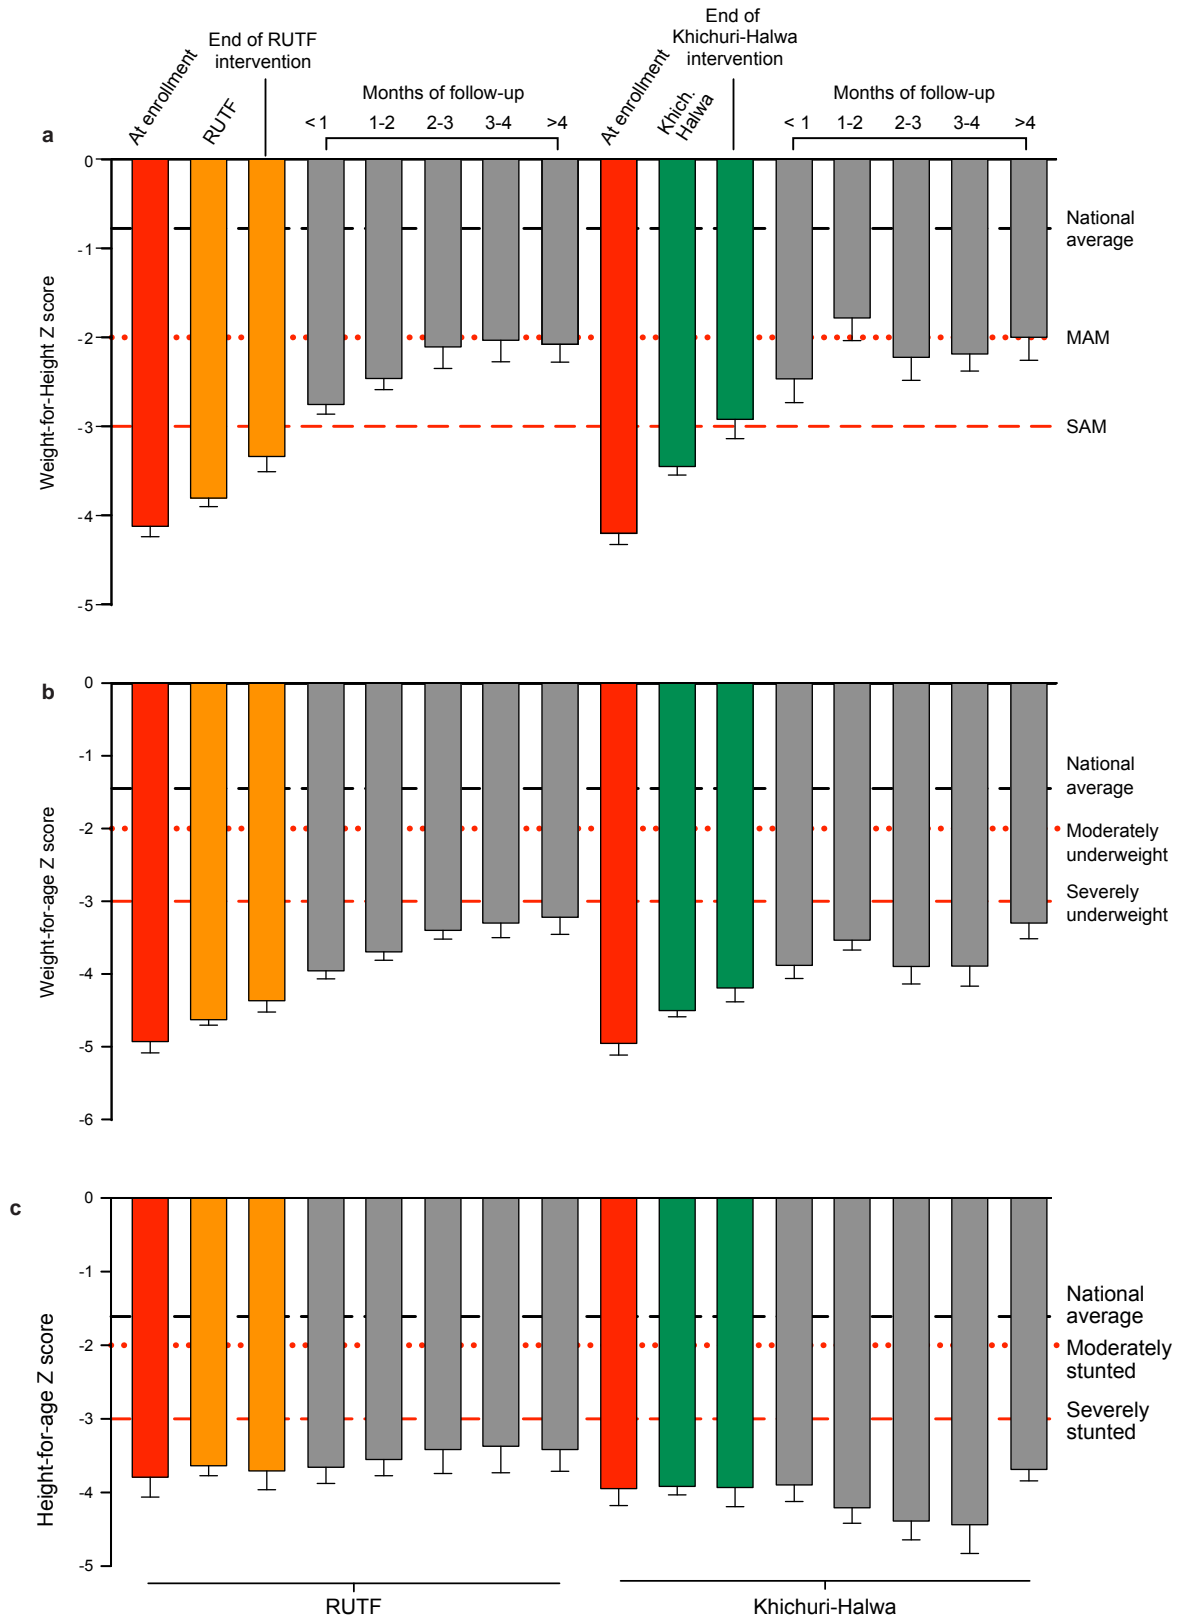 End of RUTF
intervention
End of
Khichuri-Halwa
intervention
At enrollment
RUTF
Months of follow-up
< 1
1-2
2-3
3-4
>4
At enrollment
Khich.
Halwa
Months of follow-up
< 1
1-2
2-3
3-4
>4
a
Weight-for-Height Z score
0
-1
-2
-3
-4
-5
National
average
MAM
SAM
b
Weight-for-age Z score
0
-1
-2
-3
-4
-5
-6
National
average
Moderately
underweight
Severely
underweight
c
Height-for-age Z score
0
-1
-2
-3
-4
-5
National
average
Moderately
stunted
Severely
stunted
RUTF
Khichuri-Halwa